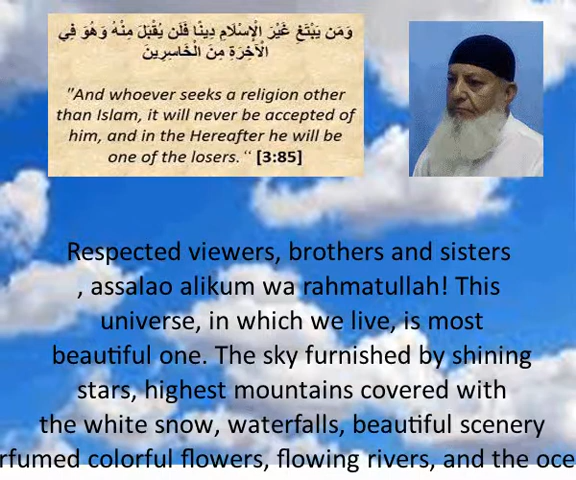 وَمَن يَبْتَغِ غَيْرَ الْإِسْلَامِ دِينًا فَلَن يُقْبَلَ مِنْهُ وَهُوَ فِي
الْآخِرَةِ مِنَ الْخَاسِرِينَ
"And whoever seeks a religion other
than Islam, it will never be accepted of
him, and in the Hereafter he will be
one of the losers. “ [3:85]
Respected viewers, brothers and sisters
, assalao alikum wa rahmatullah! This
universe, in which we live, is most
beautiful one. The sky furnished by shining
stars, highest mountains covered with
the white snow, waterfalls, beautiful scenery
rfumed colorful flowers, flowing rivers, and the oce